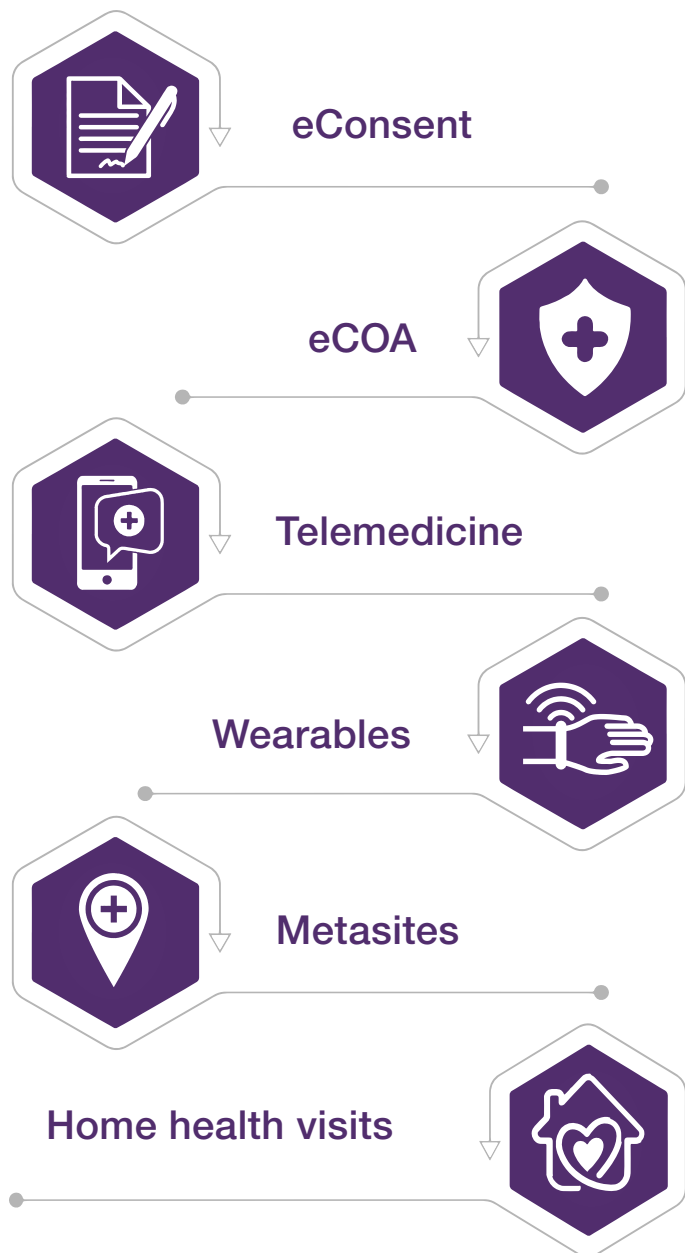 eConsent
eCOA
Telemedicine
Wearables
Metasites
Home health visits